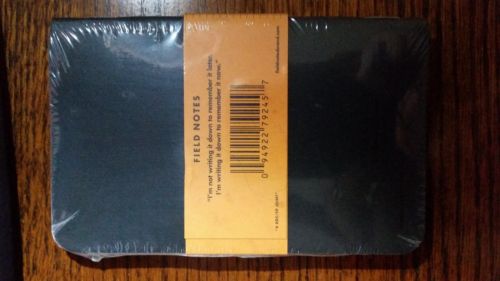 FIELD NOTES
"I'm not writing it down to remember it later,
I'm writing it down to remember it now."
0 94922 79245 7